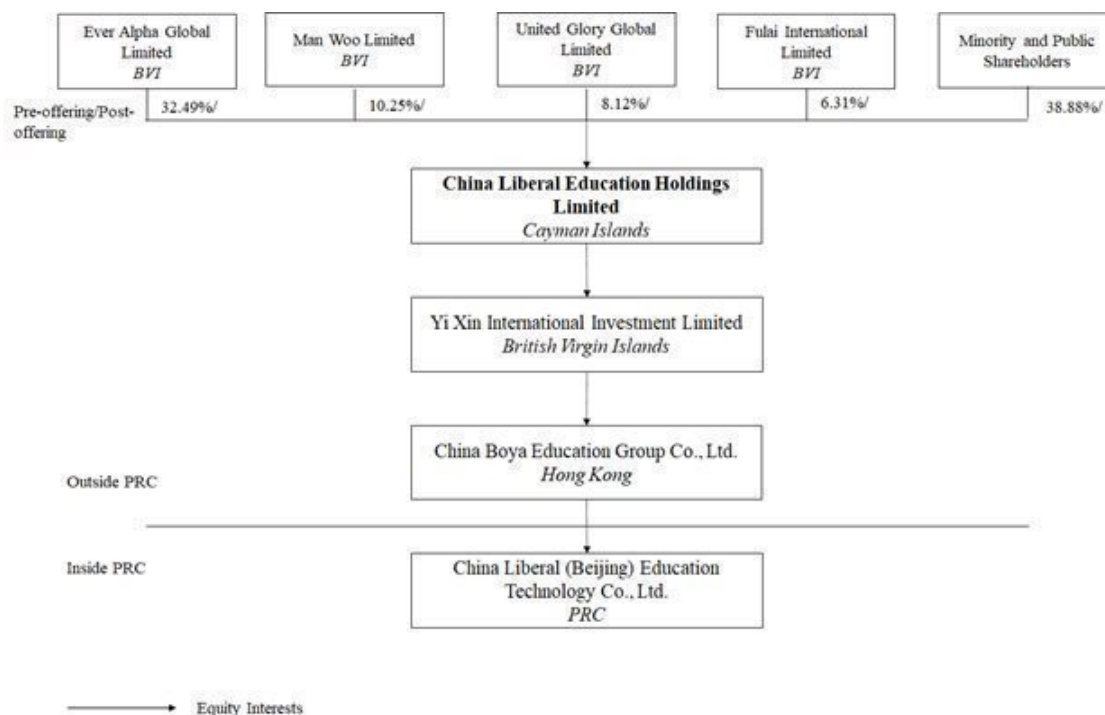 Ever Alpha Global
Limited
BVI
Man Woo Limited
BVI
United Glory Global
Limited
BVI
Fulai International
Limited
BVI
Minority and Public
Shareholders
Pre-offering/Post-
offering
32.49%/
10.25%/
8.12%/
6.31%/
38.88%/
China Liberal Education Holdings
Limited
Cayman Islands
Yi Xin International Investment Limited
British Virgin Islands
China Boya Education Group Co., Ltd.
Hong Kong
Outside PRC
Inside PRC
China Liberal (Beijing) Education
Technology Co., Ltd.
PRC
Equity Interests